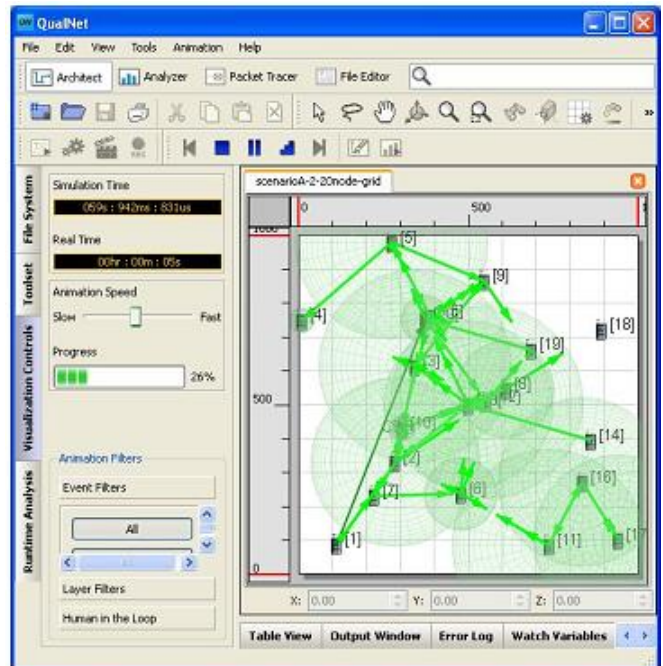 QualNet
File Edit View Tools Animation Help
Architect Analyzer Packet Tracer File Editor
File System
Toolset
Visualization Controls
Runtime Analysis
Simulation Time
059s : 942ms : 831us
Real Time
00hr : 00m : 05s
Animation Speed
Slow Fast
Progress
26%
Animation Filters
Event Filters
All
Layer Filters
Human in the Loop
scenarioA-2-20node-grid
0 500
1000
500
0
[5]
[9]
[4]
[18]
[19]
[8]
[10]
[14]
[2]
[16]
[7]
[6]
[1]
[11]
X: 0.00 Y: 0.00 Z: 0.00
Table View Output Window Error Log Watch Variables